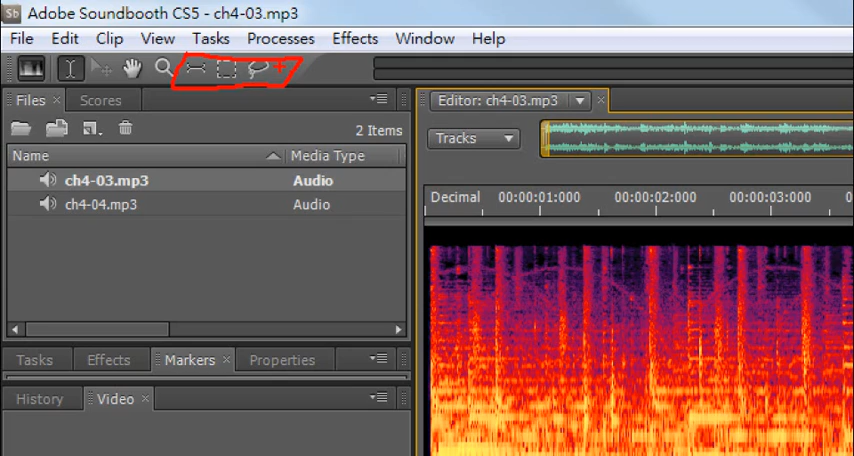 Sb Adobe Soundbooth CS5 - ch4-03.mp3
File Edit Clip View Tasks Processes Effects Window Help
Files × Scores
Editor: ch4-03.mp3 ×
2 Items
Tracks
Name Media Type
ch4-03.mp3 Audio
ch4-04.mp3 Audio
Decimal 00:00:01:000 00:00:02:000 00:00:03:000 0
Tasks Effects Markers × Properties
History Video ×